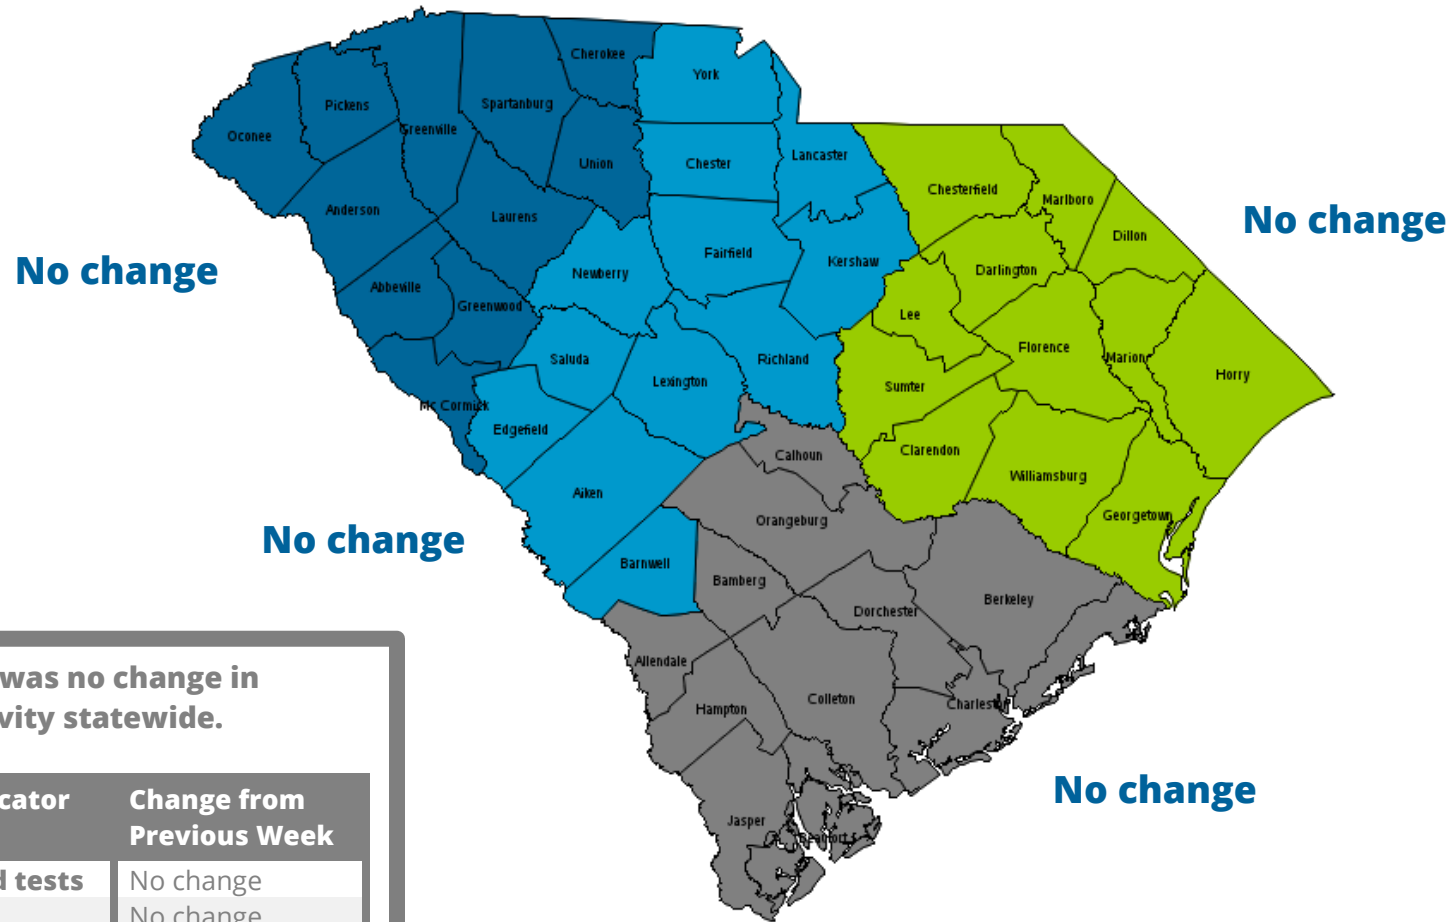 Cherokee
York
Pickens
Spartanburg
Oconee
Greenville
Union
Chester
Lancaster
Chesterfield
Marlboro
Anderson
Laurens
Dillon
No change
No change
Fairfield
Kershaw
Newberry
Darlington
Abbeville
Greenwood
Lee
Florence
Saluda
Richland
Marion
Lexington
Sumter
Horry
Mc Cormick
Edgefield
Calhoun
Clarendon
Williamsburg
Aiken
Orangeburg
Georgetown
No change
Barnwell
Bamberg
Berkeley
Dorchester
Allendale
Colleton
Charleston
Hampton
No change
Jasper
Beaufort
was no change in
vity statewide.
cator
Change from
Previous Week
d tests
No change
No change